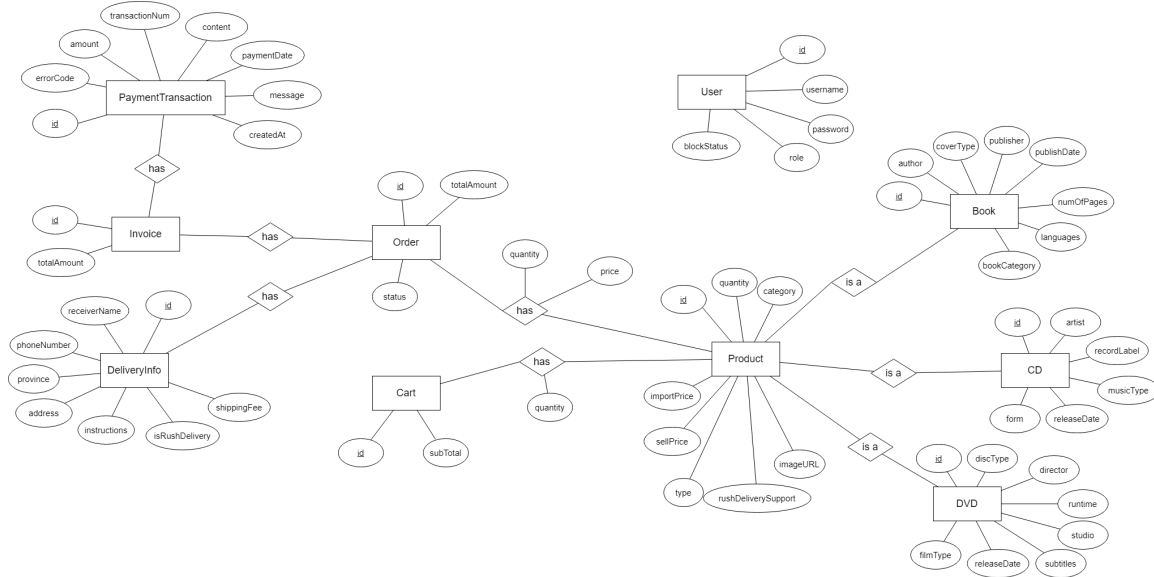 transactionNum
content
amount
paymentDate
errorCode
PaymentTransaction
message
id
createdAt
has
id
Invoice
totalAmount
has
id
totalAmount
Order
status
has
receiverName
id
phoneNumber
province
DeliveryInfo
address
instructions
isRushDelivery
shippingFee
quantity
price
has
Cart
id
subTotal
has
quantity
id
username
User
password
blockStatus
role
id
quantity
category
Product
importPrice
sellPrice
type
rushDeliverySupport
imageURL
is a
coverType
publisher
author
publishDate
id
Book
numOfPages
languages
bookCategory
is a
id
artist
recordLabel
CD
musicType
form
releaseDate
is a
id
discType
director
DVD
runtime
studio
filmType
releaseDate
subtitles